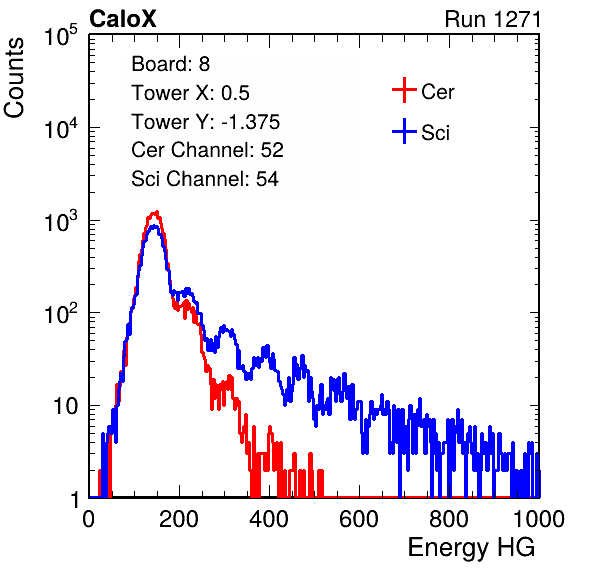 CaloX Run 1271
Counts
10^5
Board: 8
Tower X: 0.5
Tower Y: -1.375
Cer Channel: 52
Sci Channel: 54
Cer
Sci
10^4
10^3
10^2
10
1
0 200 400 600 800 1000
Energy HG